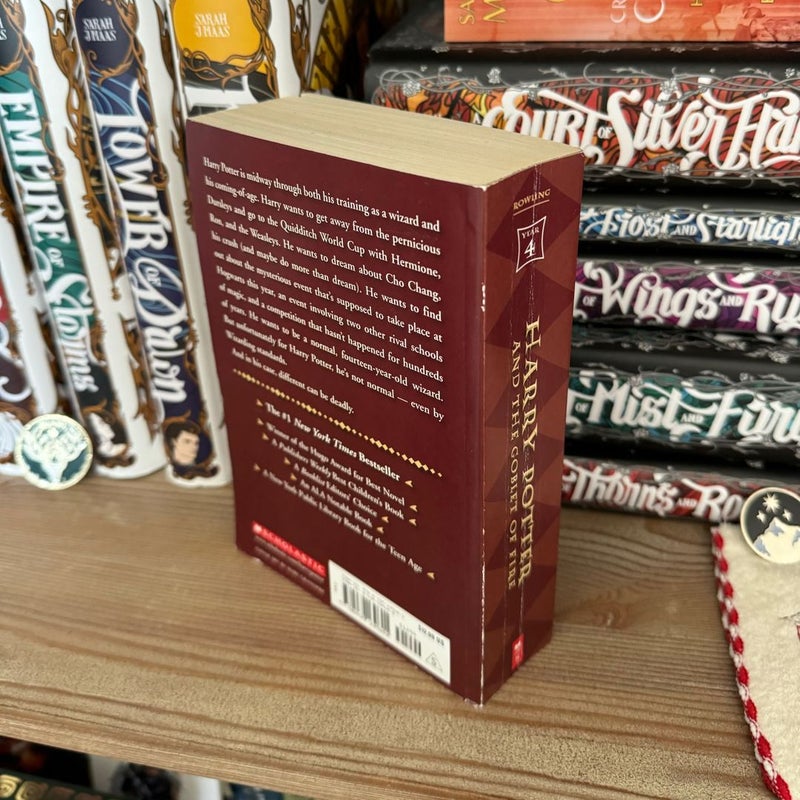 SARAH
J MAAS
SARAH
J MAAS
EMPIRE OF Storms
TOWER OF Dawn
COURT OF Silver
Frost AND Starligh
OF Wings AND Ru
OF Mist AND Fur
Thorns AND Ro
Harry Potter is midway through both his training as a wizard and
his coming-of-age. Harry wants to get away from the pernicious
Dursleys and go to the Quidditch World Cup with Hermione,
Ron, and the Weasleys. He wants to dream about Cho Chang,
his crush (and maybe do more than dream). He wants to find
out about the mysterious event that's supposed to take place at
Hogwarts this year, an event involving two other rival schools
of magic, and a competition that hasn't happened for hundreds
of years. He wants to be a normal, fourteen-year-old wizard.
But unfortunately for Harry Potter, he's not normal — even by
Wizarding standards.
And in his case, different can be deadly.
The #1 New York Times Bestseller
Winner of the Hugo Award for Best Novel
A Publishers Weekly Best Children's Book
A Booklist Editors' Choice
An ALA Notable Book
A New York Public Library Book for the Teen Age
SCHOLASTIC
ROWLING
YEAR
4
HARRY POTTER
AND THE GOBLET OF FIRE